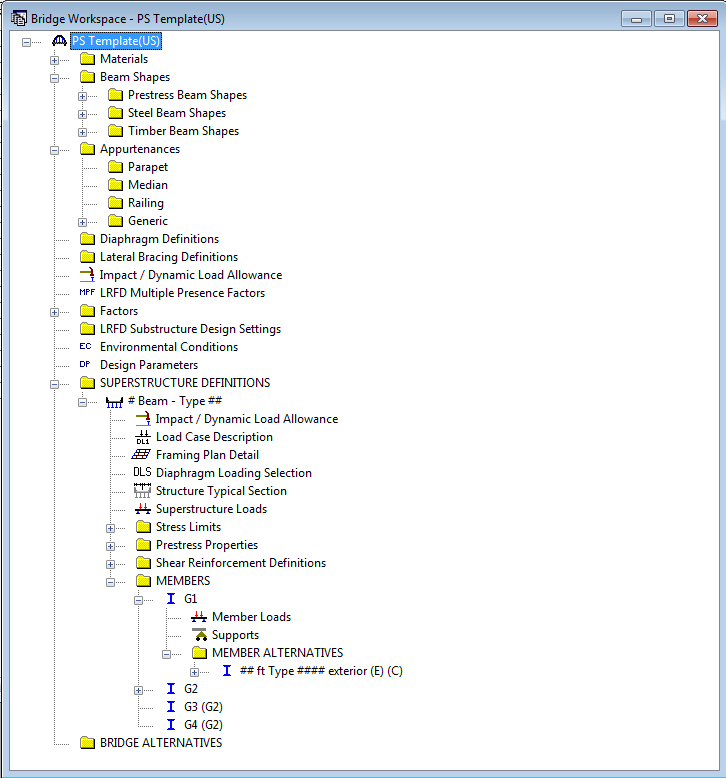 Bridge Workspace - PS Template(US)
PS Template(US)
Materials
Beam Shapes
Prestress Beam Shapes
Steel Beam Shapes
Timber Beam Shapes
Appurtenances
Parapet
Median
Railing
Generic
Diaphragm Definitions
Lateral Bracing Definitions
Impact / Dynamic Load Allowance
MPF LRFD Multiple Presence Factors
Factors
LRFD Substructure Design Settings
EC Environmental Conditions
DP Design Parameters
SUPERSTRUCTURE DEFINITIONS
# Beam - Type ##
Impact / Dynamic Load Allowance
DL1 Load Case Description
Framing Plan Detail
DLS Diaphragm Loading Selection
Structure Typical Section
Superstructure Loads
Stress Limits
Prestress Properties
Shear Reinforcement Definitions
MEMBERS
G1
Member Loads
Supports
MEMBER ALTERNATIVES
## ft Type #### exterior (E) (C)
G2
G3 (G2)
G4 (G2)
BRIDGE ALTERNATIVES